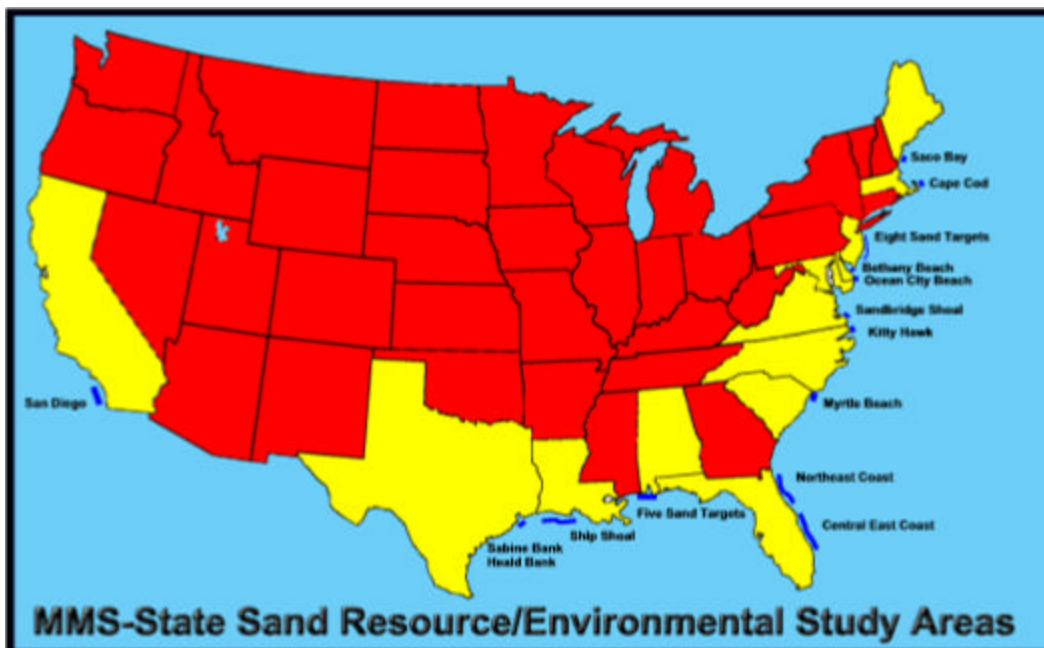 Saco Bay
Cape Cod
Eight Sand Targets
Bethany Beach
Ocean City Beach
Sandbridge Shoal
Kitty Hawk
San Diego
Myrtle Beach
Northeast Coast
Five Sand Targets
Central East Coast
Ship Shoal
Sabine Bank
Heald Bank
MMS-State Sand Resource/Environmental Study Areas